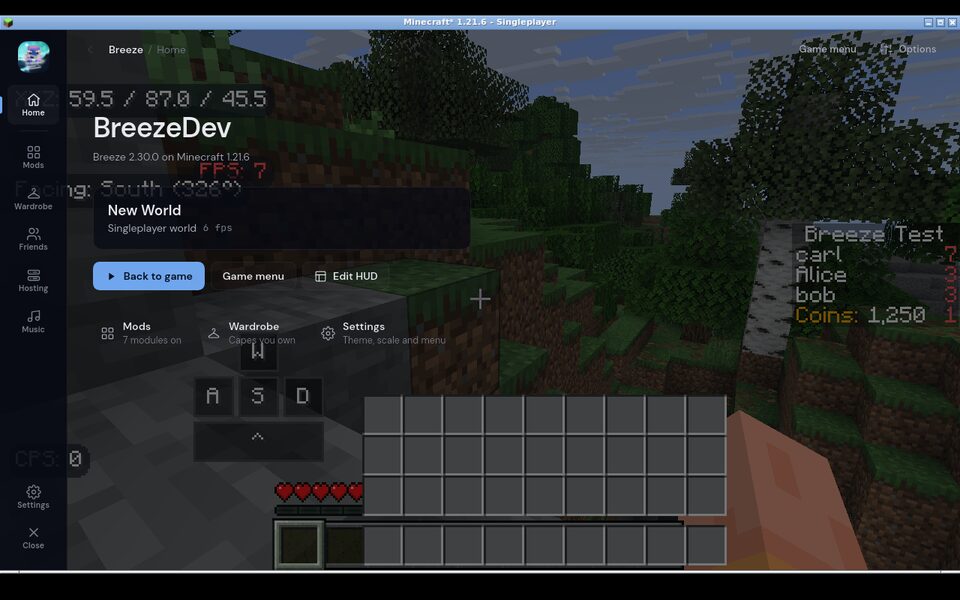 Minecraft* 1.21.6 - Singleplayer
Breeze / Home
Game menu
Options
59.5 / 87.0 / 45.5
Home
BreezeDev
Breeze 2.30.0 on Minecraft 1.21.6
FPS: 7
Mods
Facing: South (326°)
Wardrobe
New World
Singleplayer world 6 fps
Friends
Breeze Test
carl 7
Alice 3
bob 3
Coins: 1,250 1
Back to game
Game menu
Edit HUD
Hosting
Music
Mods
7 modules on
Wardrobe
Capes you own
Settings
Theme, scale and menu
W
A S D
^
CPS: 0
Settings
Close